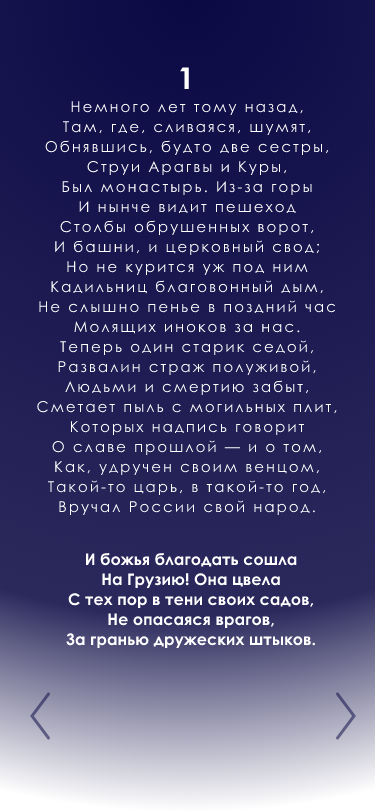 1
Немного лет тому назад,
Там, где, сливаяся, шумят,
Обнявшись, будто две сестры,
Струи Арагвы и Куры,
Был монастырь. Из-за горы
И нынче видит пешеход
Столбы обрушенных ворот,
И башни, и церковный свод;
Но не курится уж под ним
Кадильниц благовонный дым,
Не слышно пенье в поздний час
Молящих иноков за нас.
Теперь один старик седой,
Развалин страж полуживой,
Людьми и смертию забыт,
Сметает пыль с могильных плит,
Которых надпись говорит
О славе прошлой — и о том,
Как, удручен своим венцом,
Такой-то царь, в такой-то год,
Вручал России свой народ.
И божья благодать сошла
На Грузию! Она цвела
С тех пор в тени своих садов,
Не опасаяся врагов,
За гранью дружеских штыков.